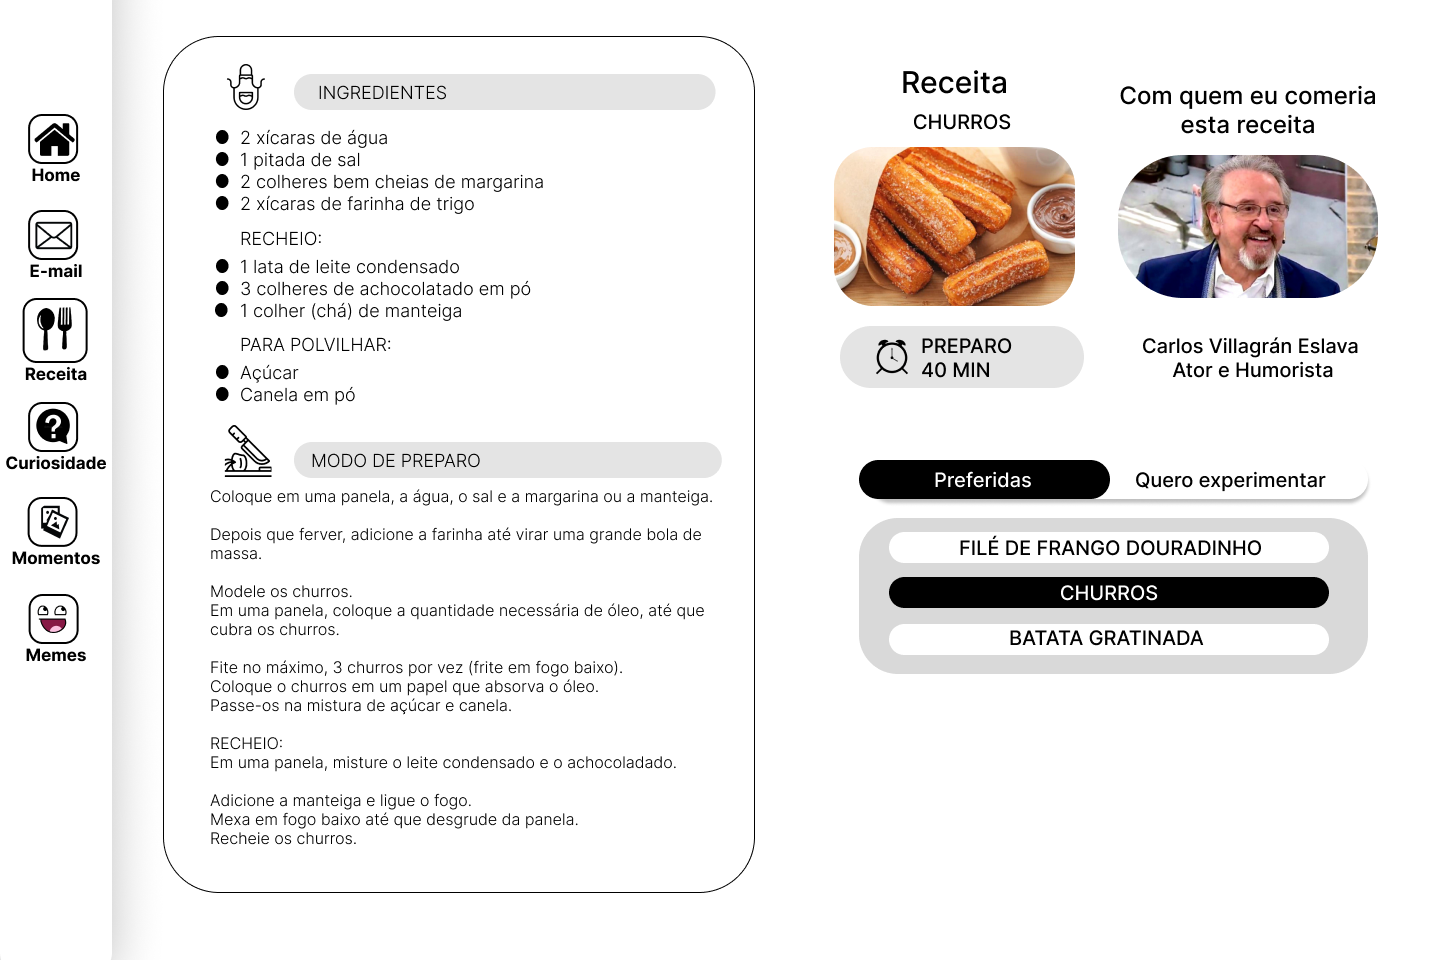 Home
E-mail
Receita
Curiosidade
Momentos
Memes
INGREDIENTES
2 xícaras de água
1 pitada de sal
2 colheres bem cheias de margarina
2 xícaras de farinha de trigo
RECHEIO:
1 lata de leite condensado
3 colheres de achocolatado em pó
1 colher (chá) de manteiga
PARA POLVILHAR:
Açúcar
Canela em pó
MODO DE PREPARO
Coloque em uma panela, a água, o sal e a margarina ou a manteiga.
Depois que ferver, adicione a farinha até virar uma grande bola de
massa.
Modele os churros.
Em uma panela, coloque a quantidade necessária de óleo, até que
cubra os churros.
Fite no máximo, 3 churros por vez (frite em fogo baixo).
Coloque o churros em um papel que absorva o óleo.
Passe-os na mistura de açúcar e canela.
RECHEIO:
Em uma panela, misture o leite condensado e o achocoladado.
Adicione a manteiga e ligue o fogo.
Mexa em fogo baixo até que desgrude da panela.
Recheie os churros.
Receita
CHURROS
PREPARO
40 MIN
Com quem eu comeria
esta receita
Carlos Villagrán Eslava
Ator e Humorista
Preferidas
Quero experimentar
FILÉ DE FRANGO DOURADINHO
CHURROS
BATATA GRATINADA